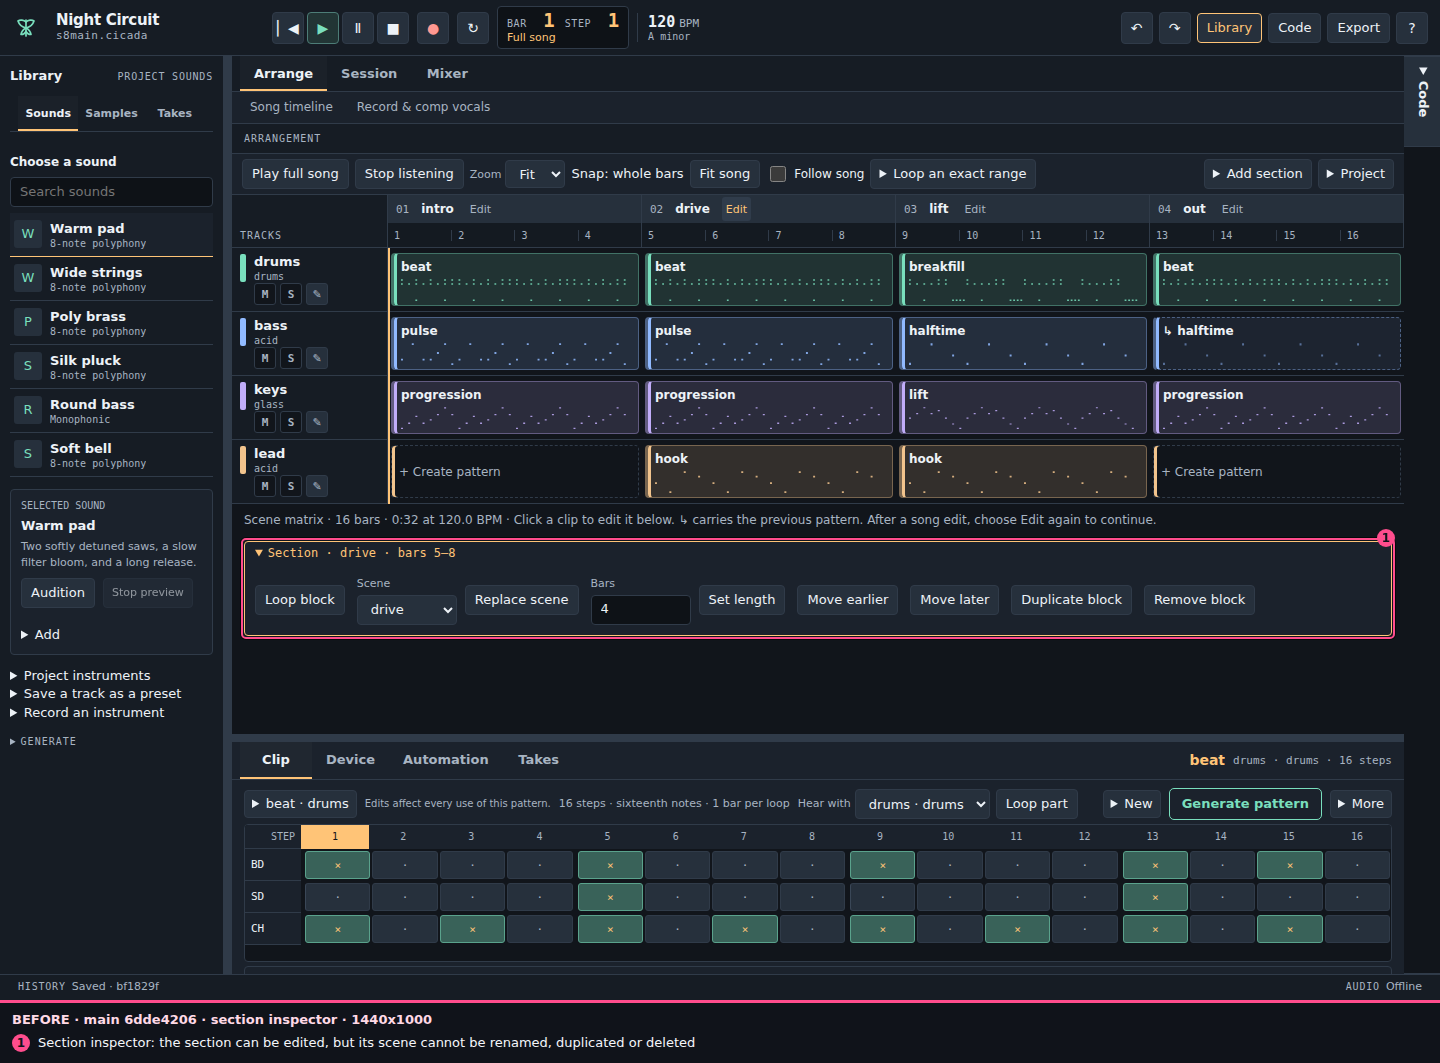 Night Circuit
s8main.cicada
BAR 1 STEP 1
Full song
120 BPM
A minor
Library
Code
Export
?
Library PROJECT SOUNDS
Sounds Samples Takes
Choose a sound
Search sounds
W Warm pad
8-note polyphony
W Wide strings
8-note polyphony
P Poly brass
8-note polyphony
S Silk pluck
8-note polyphony
R Round bass
Monophonic
S Soft bell
8-note polyphony
SELECTED SOUND
Warm pad
Two softly detuned saws, a slow
filter bloom, and a long release.
Audition Stop preview
▶ Add
▶ Project instruments
▶ Save a track as a preset
▶ Record an instrument
▶ GENERATE
Arrange Session Mixer
Song timeline Record & comp vocals
ARRANGEMENT
Play full song Stop listening Zoom Fit Snap: whole bars Fit song Follow song ▶ Loop an exact range ▶ Add section ▶ Project
01 intro Edit 02 drive Edit 03 lift Edit 04 out Edit
TRACKS 1 2 3 4 5 6 7 8 9 10 11 12 13 14 15 16
drums
drums
M S ✎
beat beat breakfill beat
bass
acid
M S ✎
pulse pulse halftime ↳ halftime
keys
glass
M S ✎
progression progression lift progression
lead
acid
M S ✎
+ Create pattern hook hook + Create pattern
Scene matrix · 16 bars · 0:32 at 120.0 BPM · Click a clip to edit it below. ↳ carries the previous pattern. After a song edit, choose Edit again to continue.
1
▼ Section · drive · bars 5–8
Loop block Scene drive Replace scene Bars 4 Set length Move earlier Move later Duplicate block Remove block
▼ Code
Clip Device Automation Takes beat drums · drums · 16 steps
▶ beat · drums Edits affect every use of this pattern. 16 steps · sixteenth notes · 1 bar per loop Hear with drums · drums Loop part ▶ New Generate pattern ▶ More
STEP 1 2 3 4 5 6 7 8 9 10 11 12 13 14 15 16
BD × · · · × · · · × · · · × · × ·
SD · · · · × · · · · · · · × · · ·
CH × · × · × · × · × · × · × · × ·
HISTORY Saved · bf1829f AUDIO Offline
BEFORE · main 6dde4206 · section inspector · 1440x1000
1 Section inspector: the section can be edited, but its scene cannot be renamed, duplicated or deleted